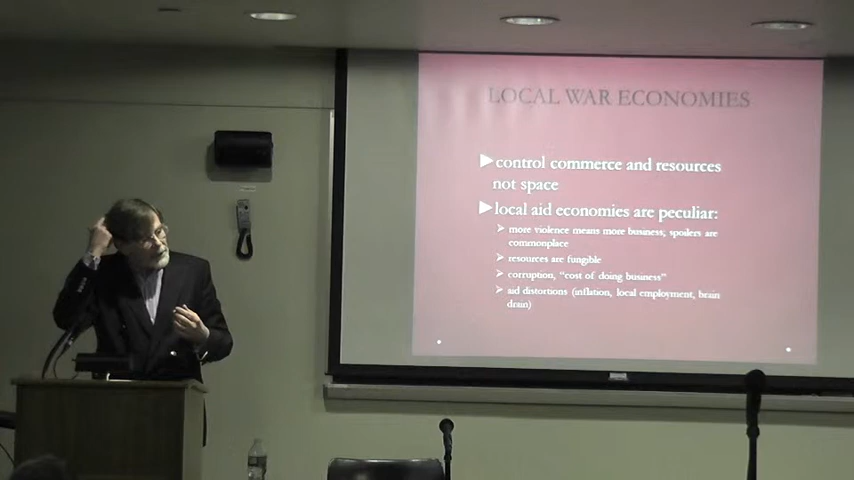 LOCAL WAR ECONOMIES
control commerce and resources
not space
local aid economies are peculiar:
more violence means more business; spoilers are
commonplace
resources are fungible
corruption, "cost of doing business"
aid distortions (inflation, local employment, brain
drain)